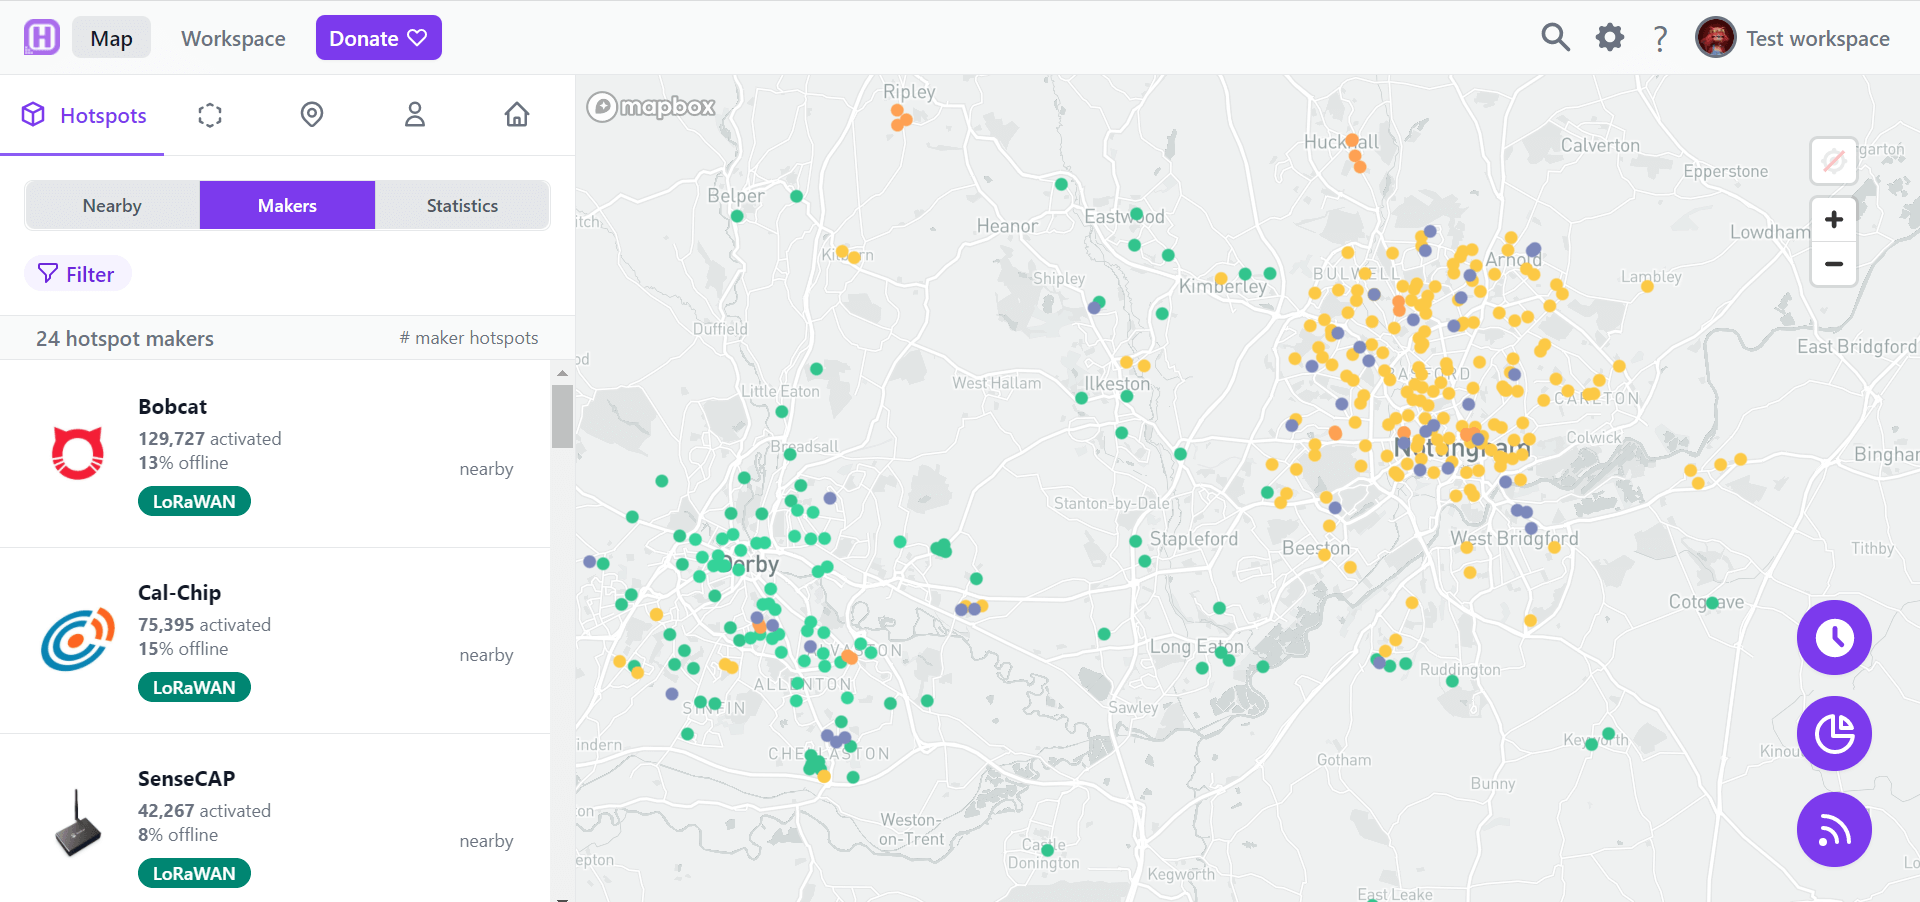 Map
Workspace
Donate
?
Test workspace
Hotspots
Nearby
Makers
Statistics
Filter
24 hotspot makers
# maker hotspots
Bobcat
129,727 activated
13% offline
nearby
LoRaWAN
Cal-Chip
75,395 activated
15% offline
nearby
LoRaWAN
SenseCAP
42,267 activated
8% offline
nearby
LoRaWAN
mapbox
Ripley
Hucknall
Calverton
Epperstone
Belper
Heanor
Eastwood
Lowdham
Kilburn
Shipley
Kimberley
BULWELL
Arnold
Lambley
Duffield
East Bridgford
Little Eaton
West Hallam
Ilkeston
BASFORD
CARLTON
Breadsall
Nottingham
Colwick
Stanton-by-Dale
Derby
Stapleford
Beeston
West Bridgford
Tithby
Cotgrave
ALVASTON
Long Eaton
Ruddington
ALLENTON
SINFIN
Sawley
CHELLASTON
Keyworth
Gotham
Bunny
Weston-
on-Trent
Castle
Donington
Kegworth
East Leake